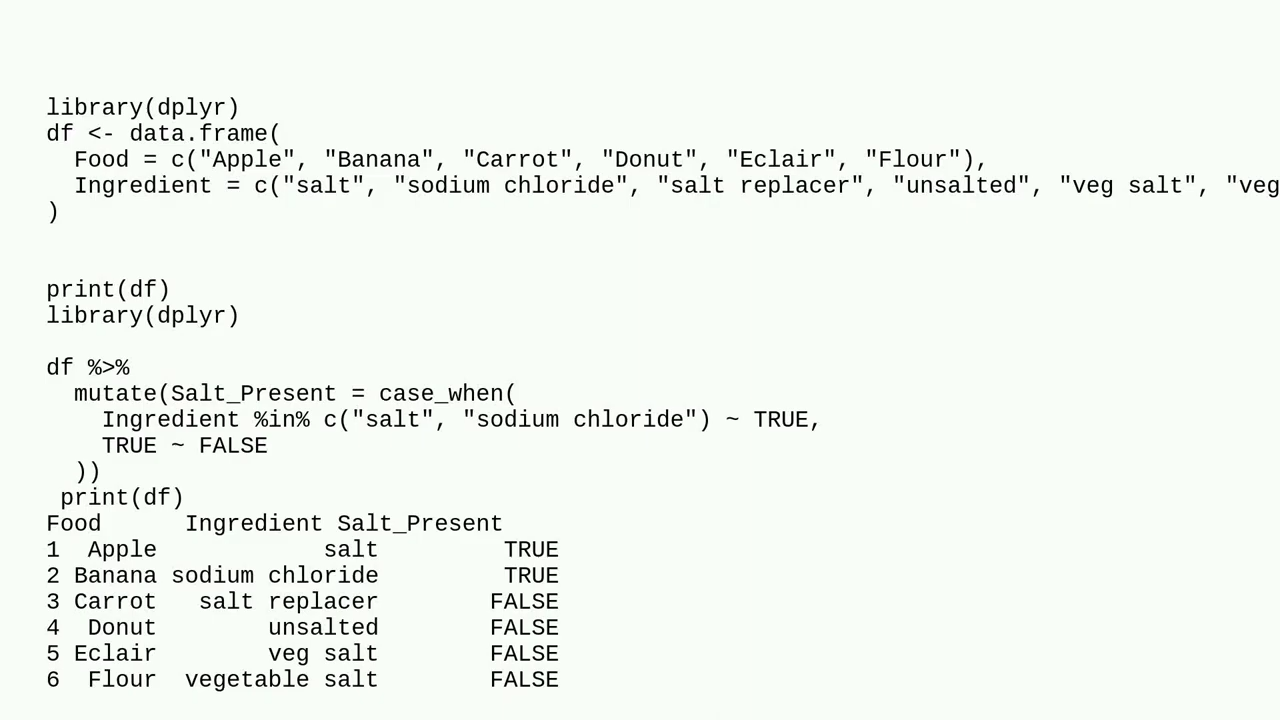 library(dplyr)
df <- data.frame(
  Food = c("Apple", "Banana", "Carrot", "Donut", "Eclair", "Flour"),
  Ingredient = c("salt", "sodium chloride", "salt replacer", "unsalted", "veg salt", "veg
)
print(df)
library(dplyr)
df %>%
  mutate(Salt_Present = case_when(
    Ingredient %in% c("salt", "sodium chloride") ~ TRUE,
    TRUE ~ FALSE
  ))
 print(df)
Food      Ingredient Salt_Present
1  Apple            salt         TRUE
2 Banana sodium chloride         TRUE
3 Carrot   salt replacer        FALSE
4  Donut        unsalted        FALSE
5 Eclair        veg salt        FALSE
6  Flour  vegetable salt        FALSE